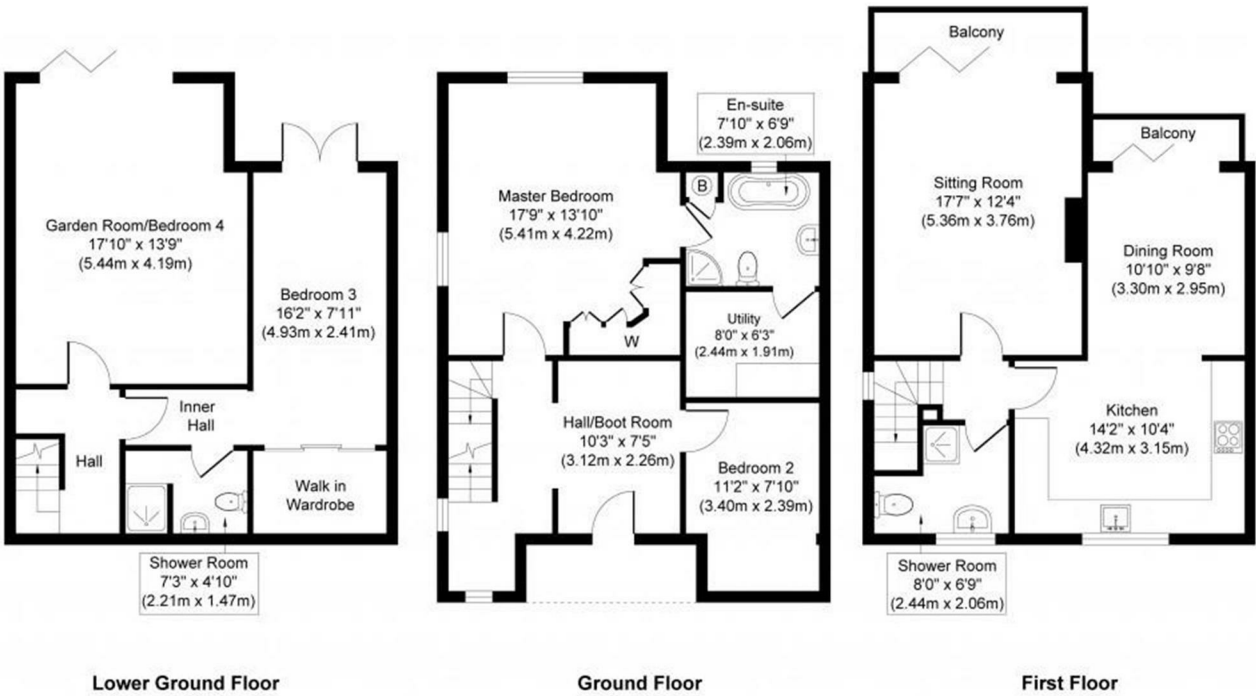 Garden Room/Bedroom 4
17'10" x 13'9"
(5.44m x 4.19m)
Bedroom 3
16'2" x 7'11"
(4.93m x 2.41m)
Inner
Hall
Hall
Walk in
Wardrobe
Shower Room
7'3" x 4'10"
(2.21m x 1.47m)
Lower Ground Floor
En-suite
7'10" x 6'9"
(2.39m x 2.06m)
B
Master Bedroom
17'9" x 13'10"
(5.41m x 4.22m)
W
Utility
8'0" x 6'3"
(2.44m x 1.91m)
Hall/Boot Room
10'3" x 7'5"
(3.12m x 2.26m)
Bedroom 2
11'2" x 7'10"
(3.40m x 2.39m)
Ground Floor
Balcony
Balcony
Sitting Room
17'7" x 12'4"
(5.36m x 3.76m)
Dining Room
10'10" x 9'8"
(3.30m x 2.95m)
Kitchen
14'2" x 10'4"
(4.32m x 3.15m)
Shower Room
8'0" x 6'9"
(2.44m x 2.06m)
First Floor